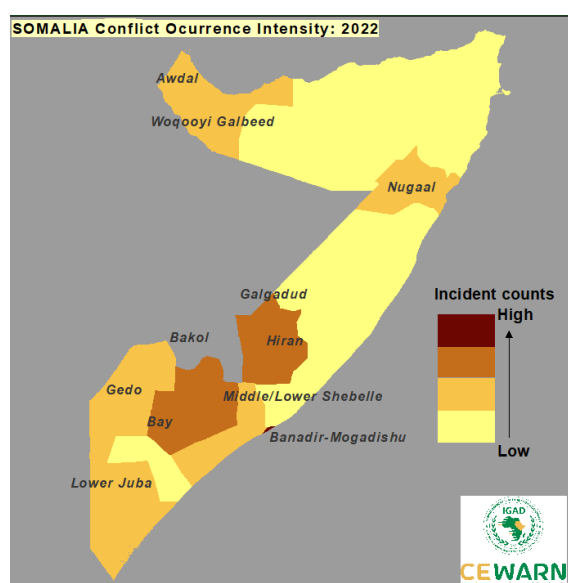 SOMALIA Conflict Ocurrence Intensity: 2022
Awdal
Woqooyi Galbeed
Nugaal
Galgadud
Hiran
Bakol
Gedo
Middle/Lower Shebelle
Bay
Banadir-Mogadishu
Lower Juba
Incident counts
High
Low
IGAD
CEWARN